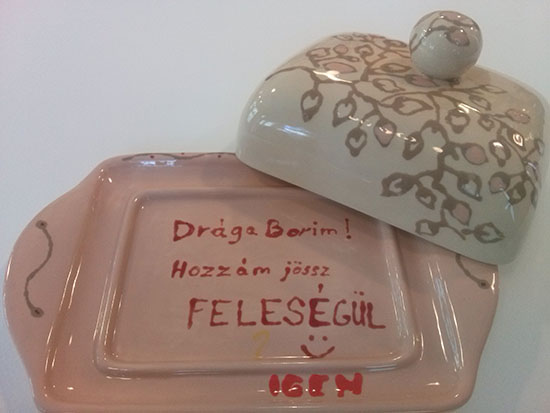 Drága Borim!
Hozzám jössz
FELESÉGÜL
?
IGEN